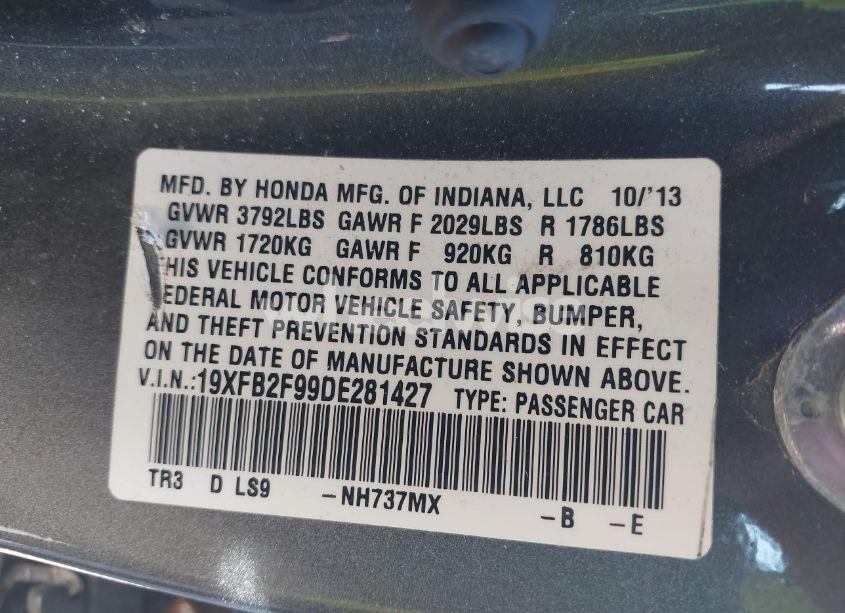 MFD. BY HONDA MFG. OF INDIANA, LLC 10/'13
GVWR 3792LBS GAWR F 2029LBS R 1786LBS
GVWR 1720KG GAWR F 920KG R 810KG
HIS VEHICLE CONFORMS TO ALL APPLICABLE
EDERAL MOTOR VEHICLE SAFETY, BUMPER,
AND THEFT PREVENTION STANDARDS IN EFFECT
ON THE DATE OF MANUFACTURE SHOWN ABOVE.
V.I.N.:19XFB2F99DE281427 TYPE: PASSENGER CAR
TR3 D LS9 -NH737MX -B -E